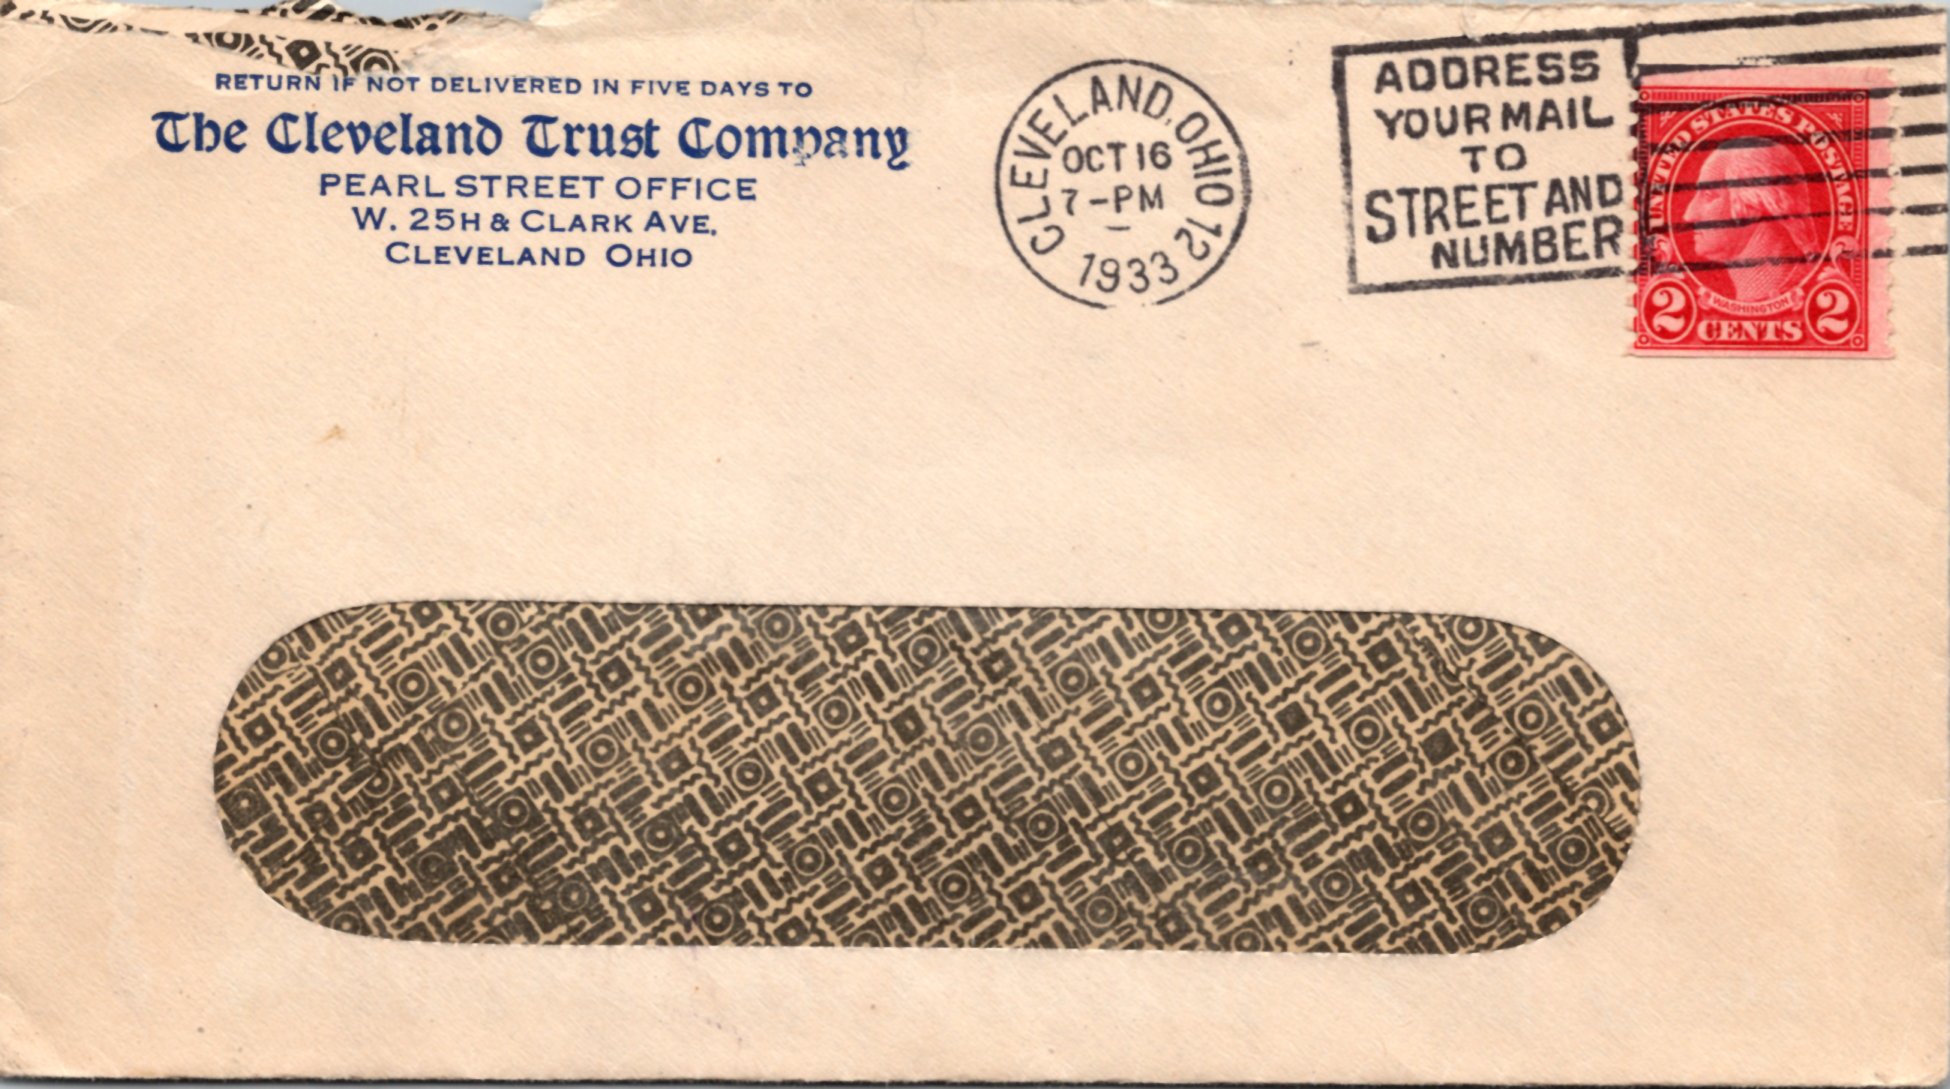 RETURN IF NOT DELIVERED IN FIVE DAYS TO
The Cleveland Trust Company
PEARL STREET OFFICE
W. 25H & CLARK AVE,
CLEVELAND OHIO
CLEVELAND, OHIO 12
OCT 16
7-PM
1933
ADDRESS
YOUR MAIL
TO
STREET AND
NUMBER
UNITED STATES POSTAGE
WASHINGTON
2 CENTS 2